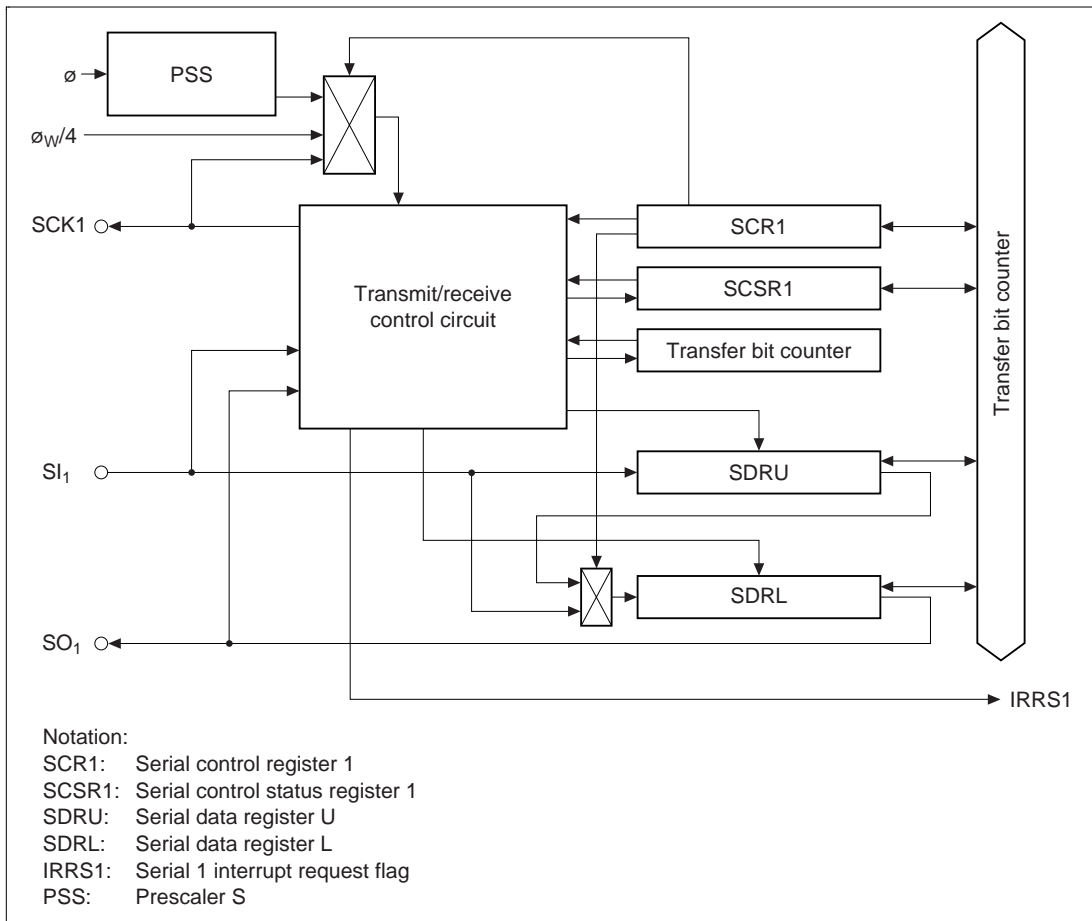 PSS
ø
øW/4
SCK1
SCR1
SCSR1
Transmit/receive
control circuit
Transfer bit counter
Transfer bit counter
SI1
SDRU
SDRL
SO1
IRRS1
Notation:
SCR1: Serial control register 1
SCSR1: Serial control status register 1
SDRU: Serial data register U
SDRL: Serial data register L
IRRS1: Serial 1 interrupt request flag
PSS: Prescaler S